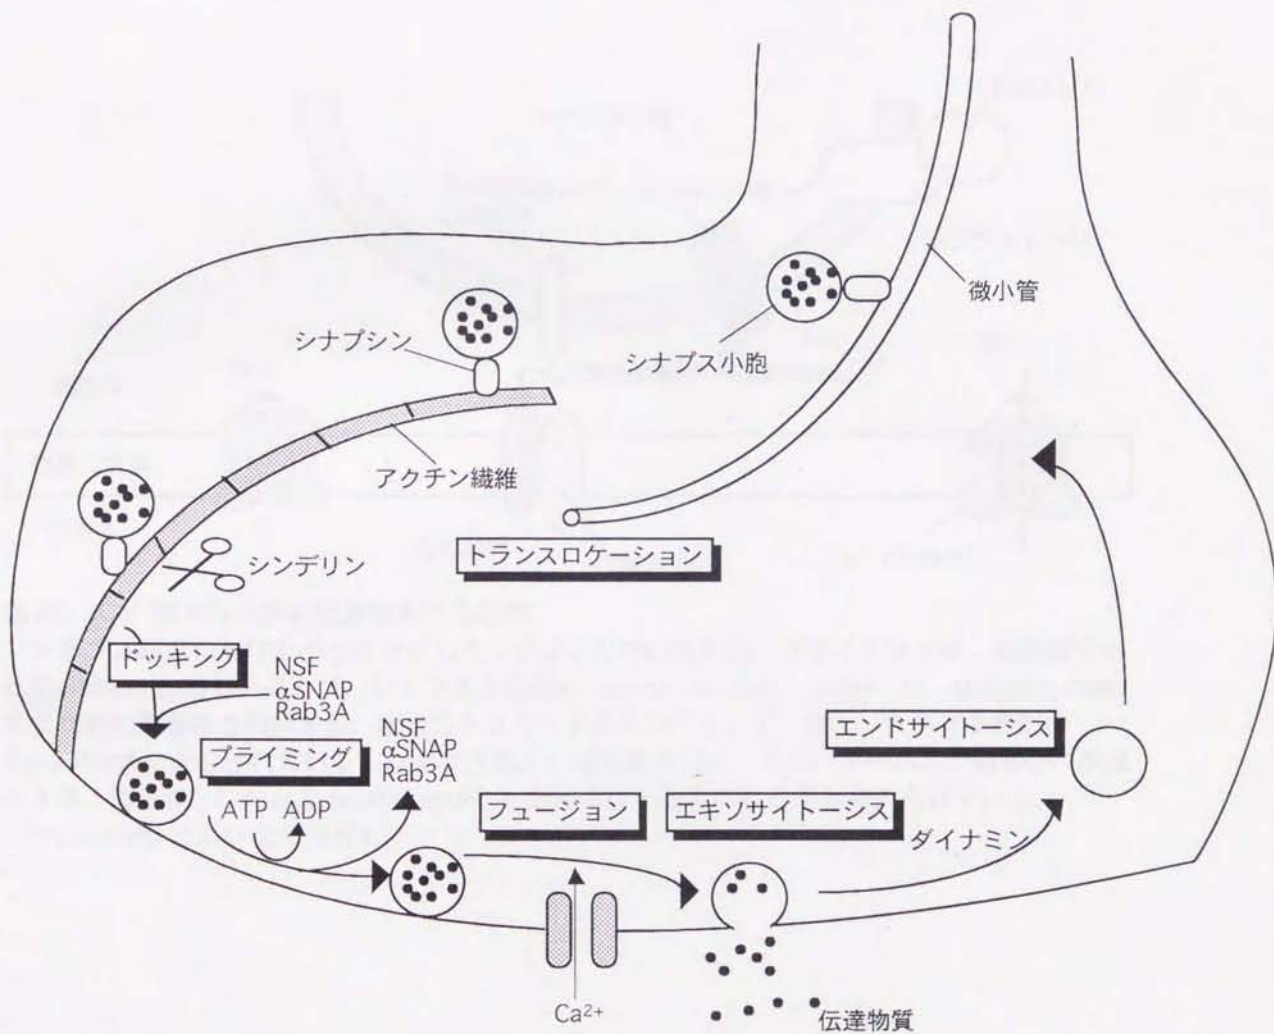 微小管
シナプス小胞
シナプシン
アクチン繊維
シンデリン
トランスロケーション
ドッキング
NSF
αSNAP
Rab3A
プライミング
NSF
αSNAP
Rab3A
ATP ADP
フュージョン
エキソサイトーシス
エンドサイトーシス
ダイナミン
Ca²⁺
伝達物質